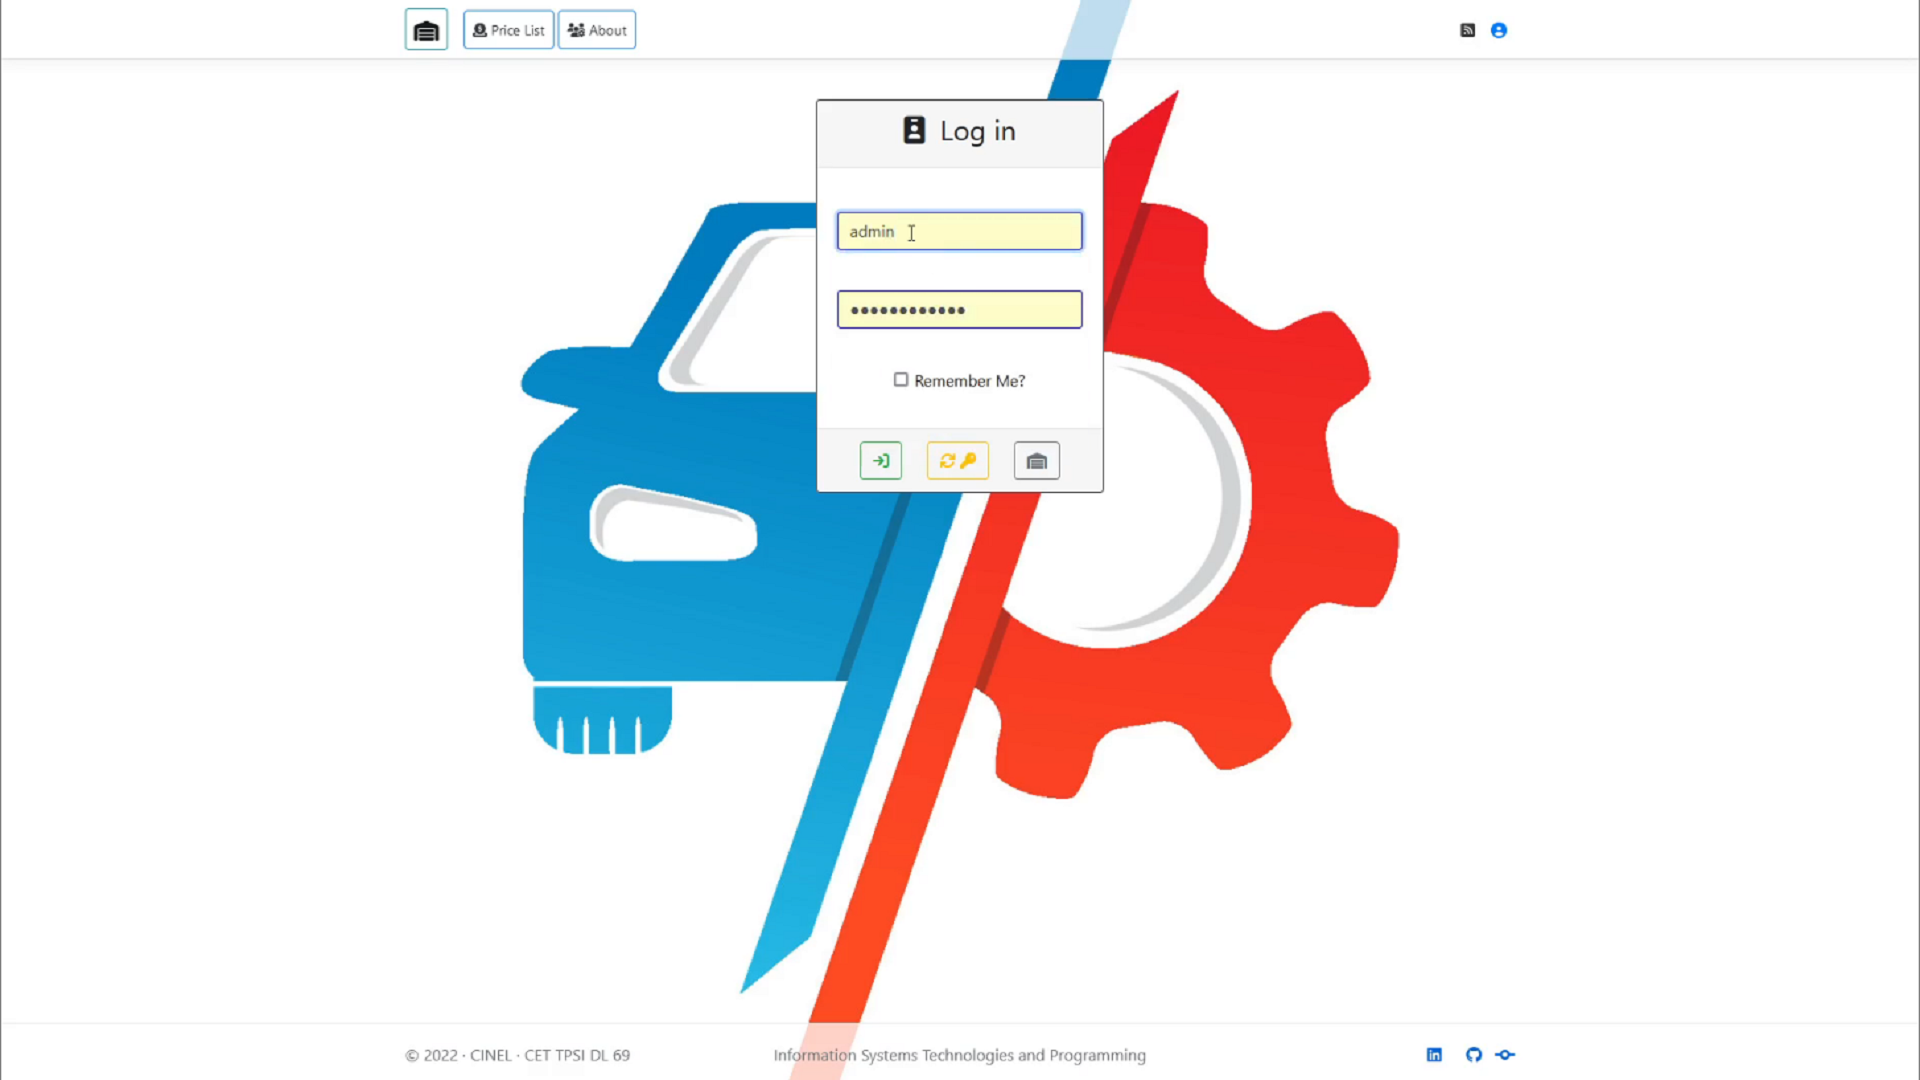 Price List
About
Log in
admin
••••••••••••
Remember Me?
© 2022 · CINEL · CET TPSI DL 69
Information Systems Technologies and Programming